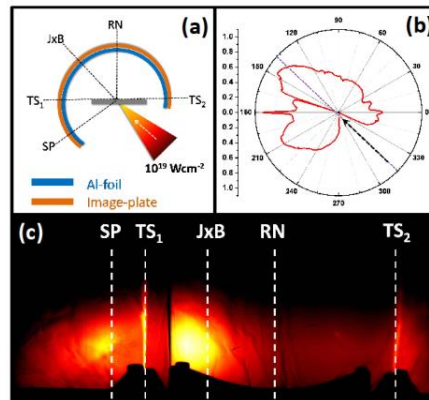 (a)
RN
JxB
TS1
TS2
SP
10^19 Wcm^-2
Al-foil
Image-plate
(b)
90
120
60
150
30
180
0
210
330
240
300
270
1.0
0.8
0.6
0.4
0.2
0.0
0.2
0.4
0.6
0.8
1.0
(c)
SP TS1 JxB RN TS2